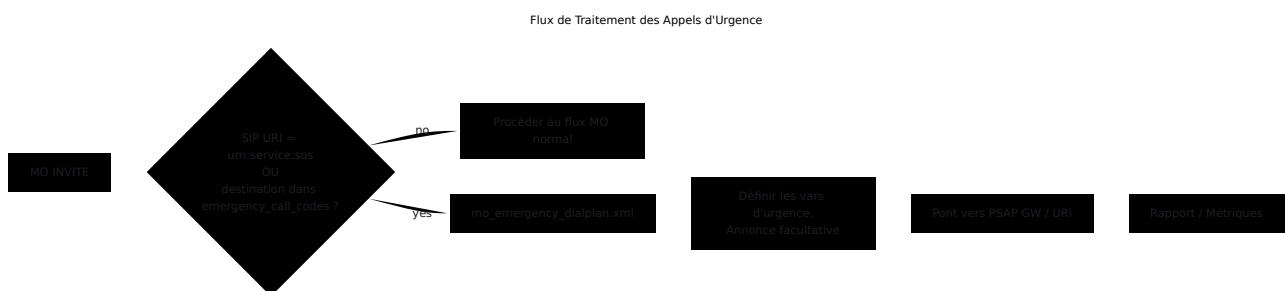 Flux de Traitement des Appels d'Urgence
MO INVITE
SIP URI =
urn:service:sos
OU
destination dans
emergency_call_codes ?
no
Procéder au flux MO
normal
yes
mo_emergency_dialplan.xml
Définir les vars
d'urgence,
Annonce facultative
Pont vers PSAP GW / URI
Rapport / Métriques